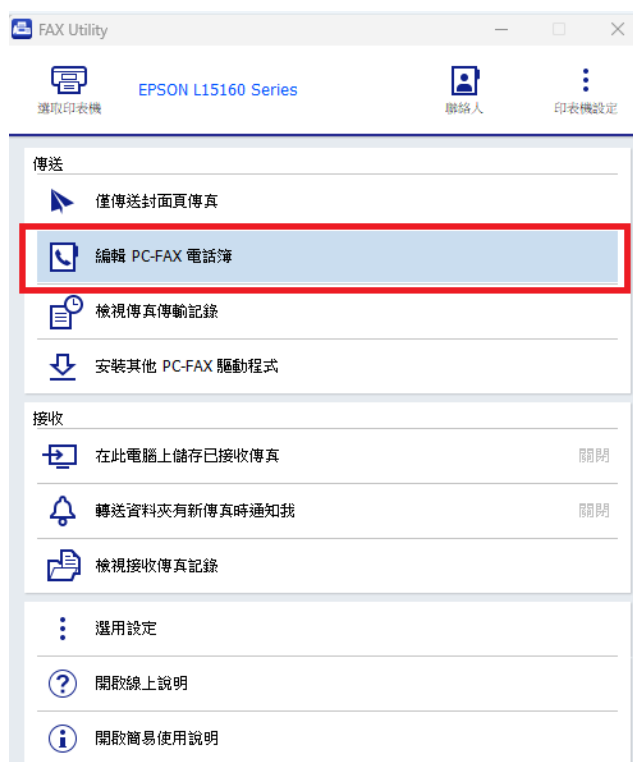 FAX Utility
選取印表機
EPSON L15160 Series
聯絡人
印表機設定
傳送
僅傳送封面頁傳真
編輯 PC-FAX 電話簿
檢視傳真傳輸記錄
安裝其他 PC-FAX 驅動程式
接收
在此電腦上儲存已接收傳真 關閉
轉送資料夾有新傳真時通知我 關閉
檢視接收傳真記錄
選用設定
開啟線上說明
開啟簡易使用說明